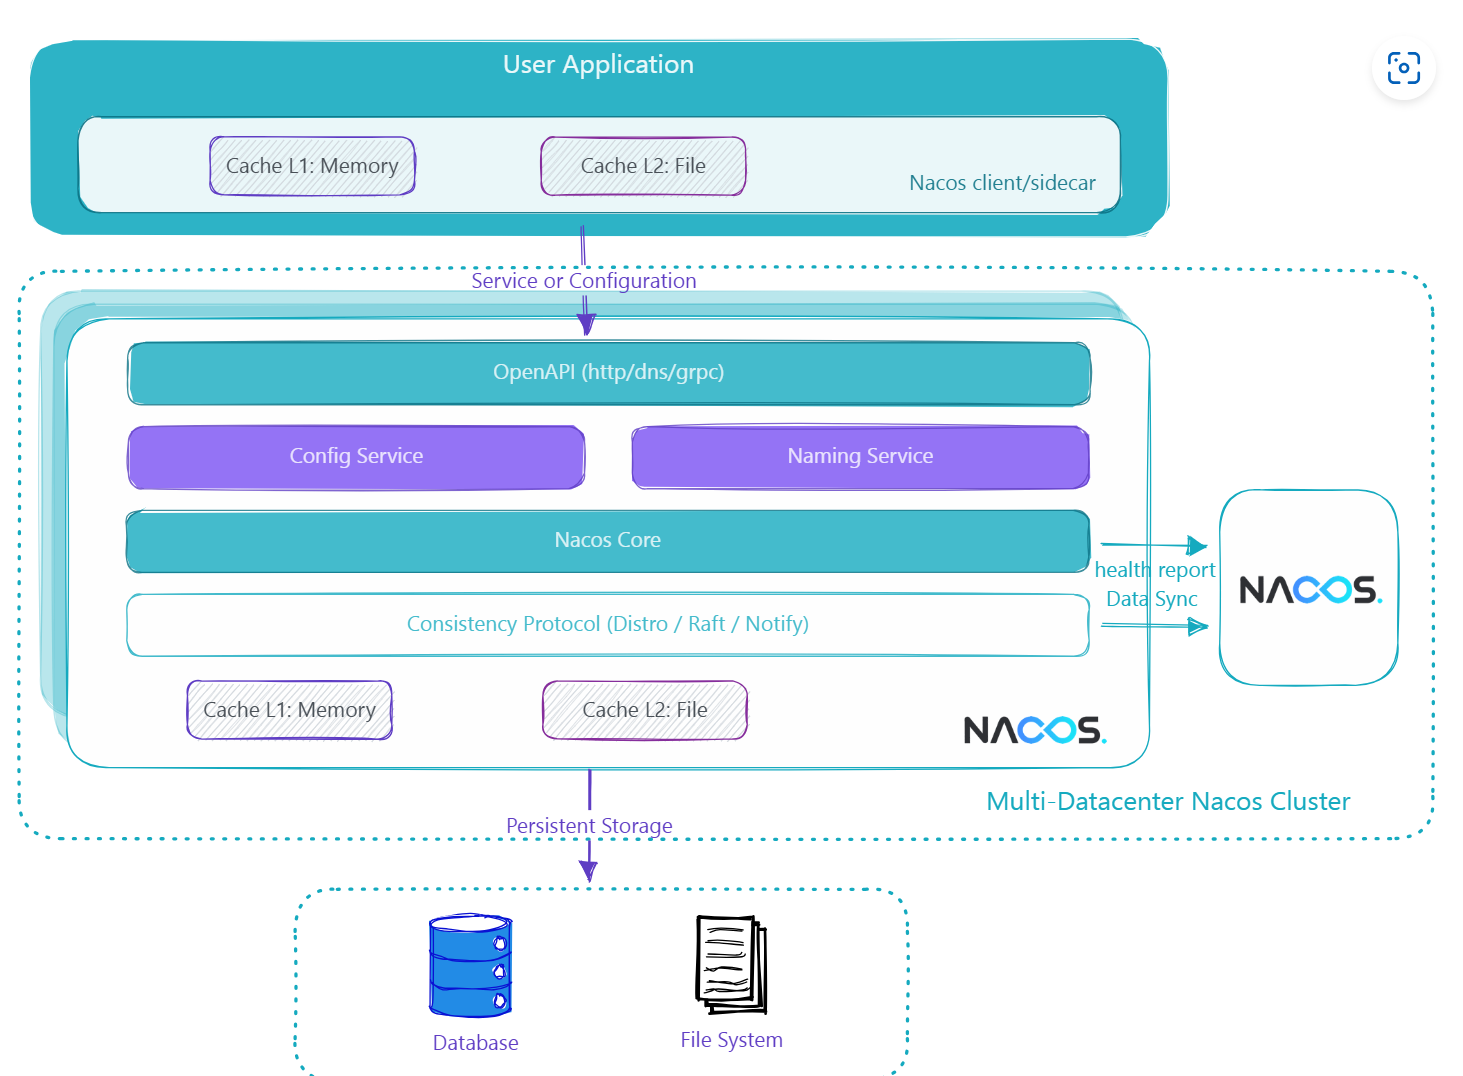 User Application
Cache L1: Memory
Cache L2: File
Nacos client/sidecar
Service or Configuration
OpenAPI (http/dns/grpc)
Config Service
Naming Service
Nacos Core
health report
Data Sync
NACOS.
Consistency Protocol (Distro / Raft / Notify)
Cache L1: Memory
Cache L2: File
NACOS.
Multi-Datacenter Nacos Cluster
Persistent Storage
Database
File System